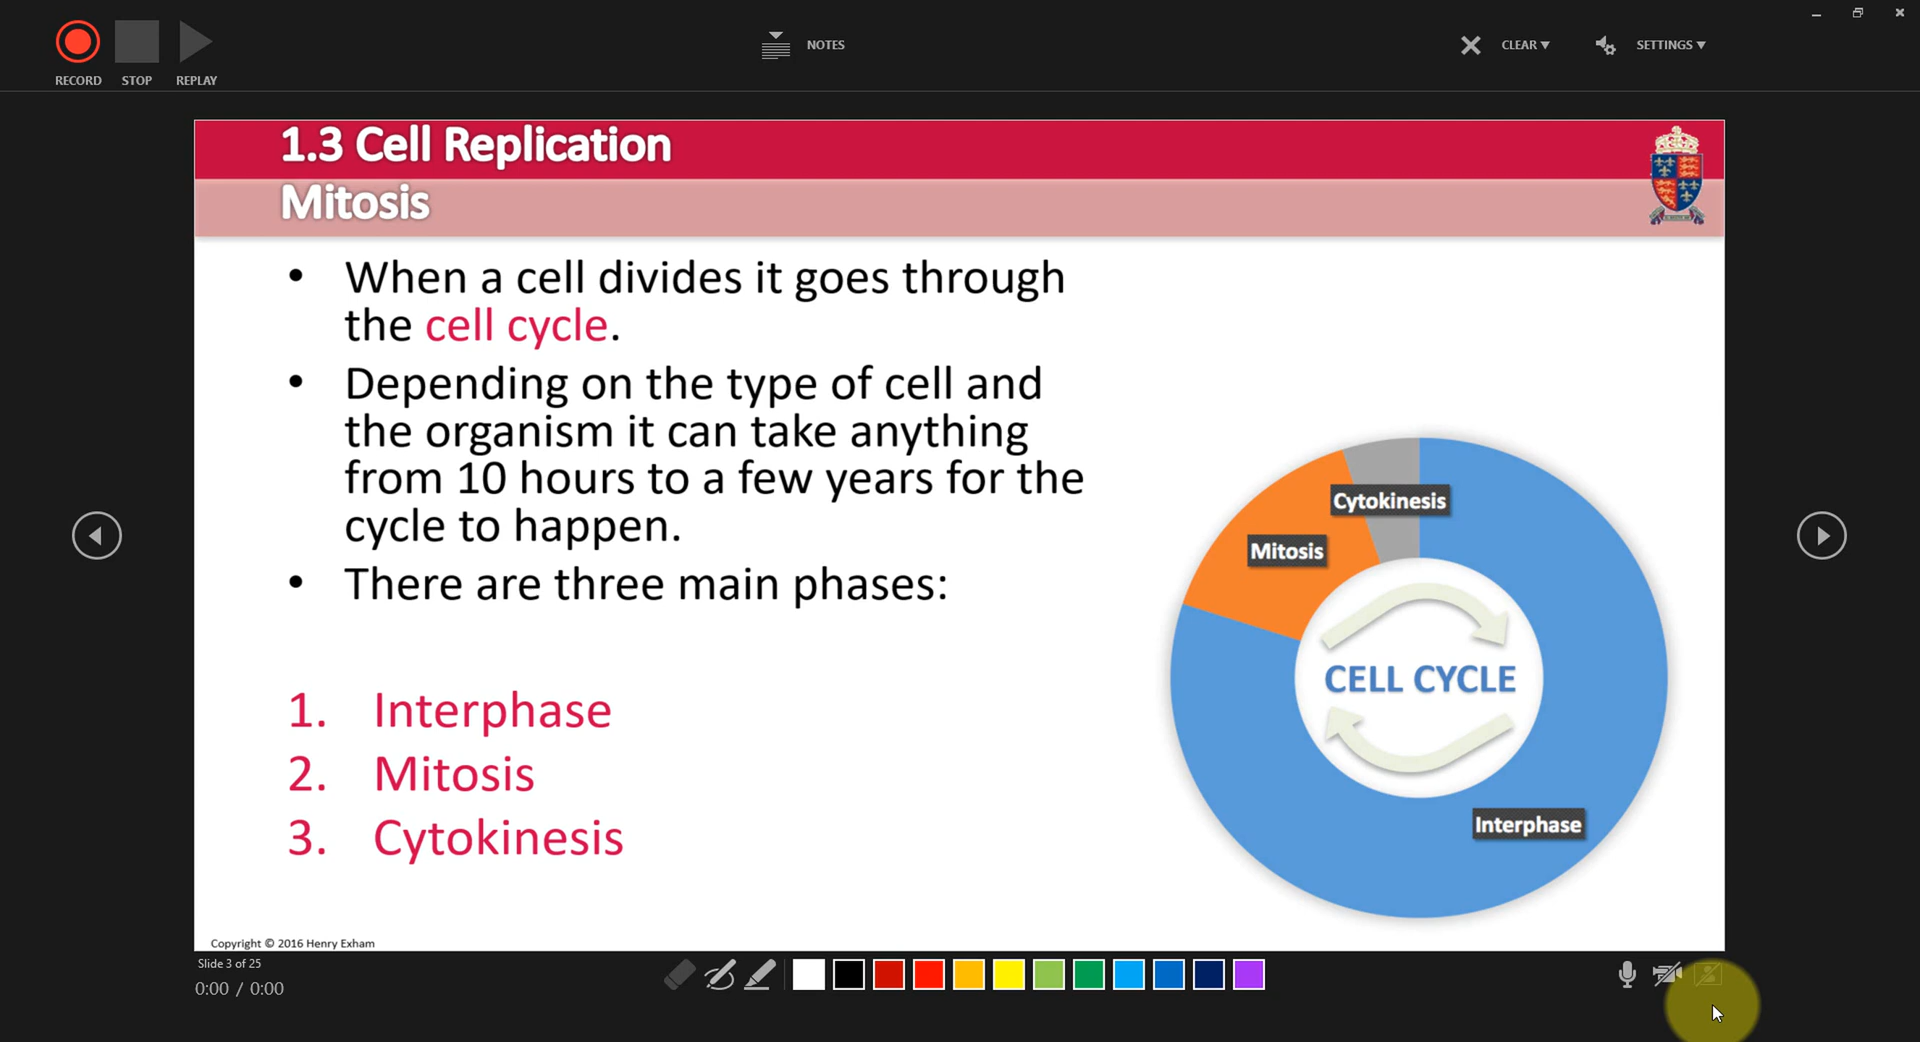 RECORD STOP REPLAY
NOTES
CLEAR
SETTINGS
1.3 Cell Replication
Mitosis
• When a cell divides it goes through
the cell cycle.
• Depending on the type of cell and
the organism it can take anything
from 10 hours to a few years for the
cycle to happen.
• There are three main phases:
1. Interphase
2. Mitosis
3. Cytokinesis
Cytokinesis
Mitosis
CELL CYCLE
Interphase
Copyright © 2016 Henry Exham
Slide 3 of 25
0:00 / 0:00